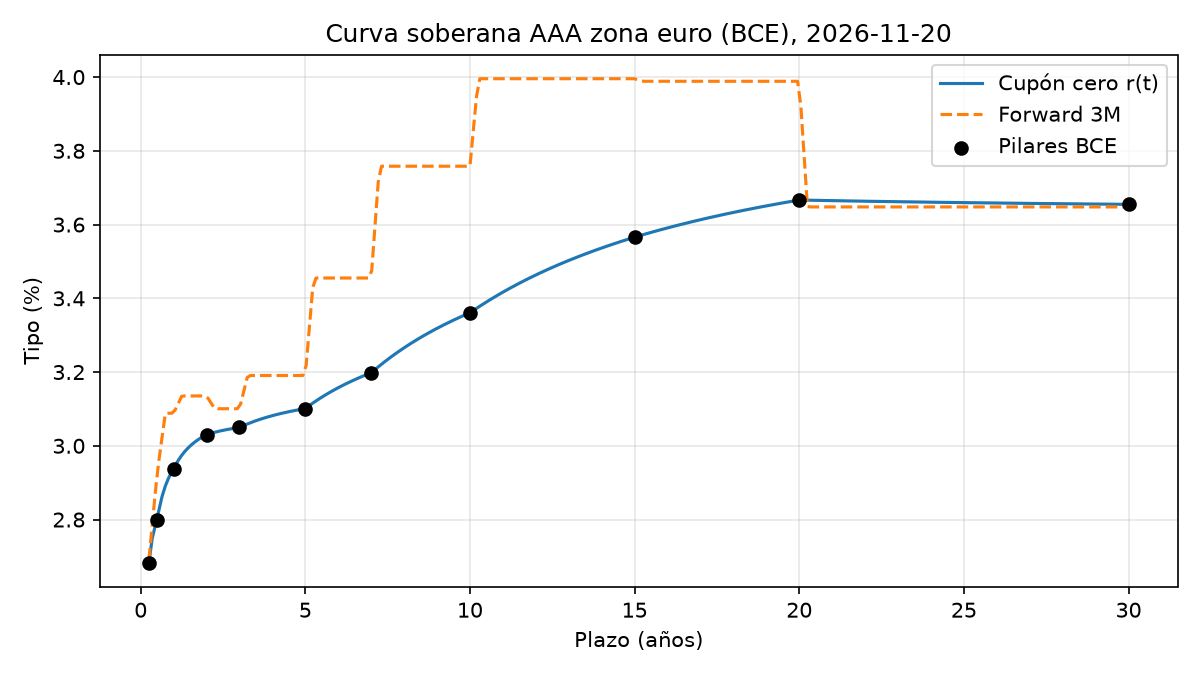 Curva soberana AAA zona euro (BCE), 2026-11-20
Cupón cero r(t)
Forward 3M
Pilares BCE
Tipo (%)
4.0
3.8
3.6
3.4
3.2
3.0
2.8
0 5 10 15 20 25 30
Plazo (años)